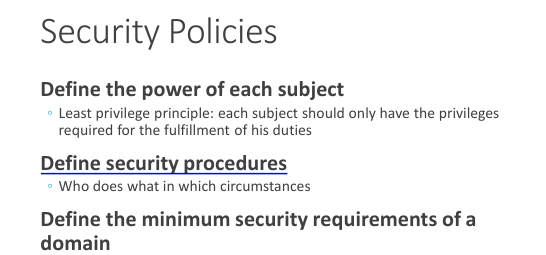 Security Policies
Define the power of each subject
◦ Least privilege principle: each subject should only have the privileges
required for the fulfillment of his duties
Define security procedures
◦ Who does what in which circumstances
Define the minimum security requirements of a
domain